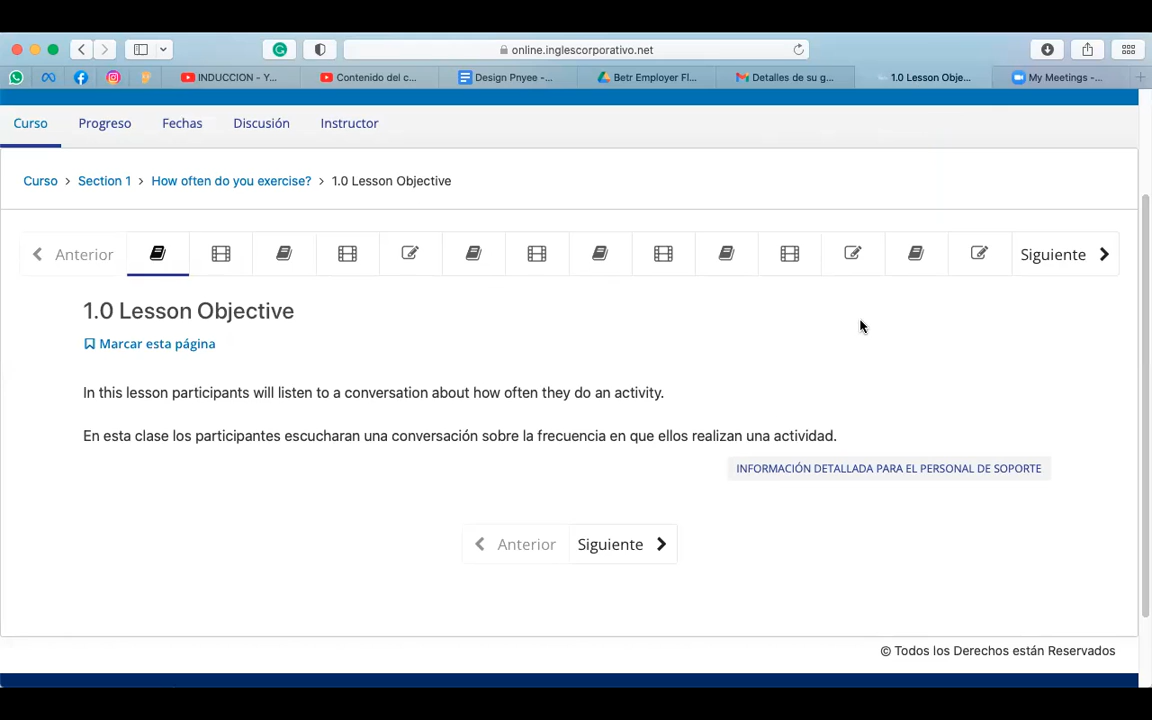 online.inglescorporativo.net
INDUCCION - Y...
Contenido del c...
Design Pnyee -...
Betr Employer Fl...
Detalles de su g...
1.0 Lesson Obje...
My Meetings -...
Curso
Progreso
Fechas
Discusión
Instructor
Curso > Section 1 > How often do you exercise? > 1.0 Lesson Objective
Anterior
Siguiente
1.0 Lesson Objective
Marcar esta página
In this lesson participants will listen to a conversation about how often they do an activity.
En esta clase los participantes escucharan una conversación sobre la frecuencia en que ellos realizan una actividad.
INFORMACIÓN DETALLADA PARA EL PERSONAL DE SOPORTE
Anterior
Siguiente
© Todos los Derechos están Reservados